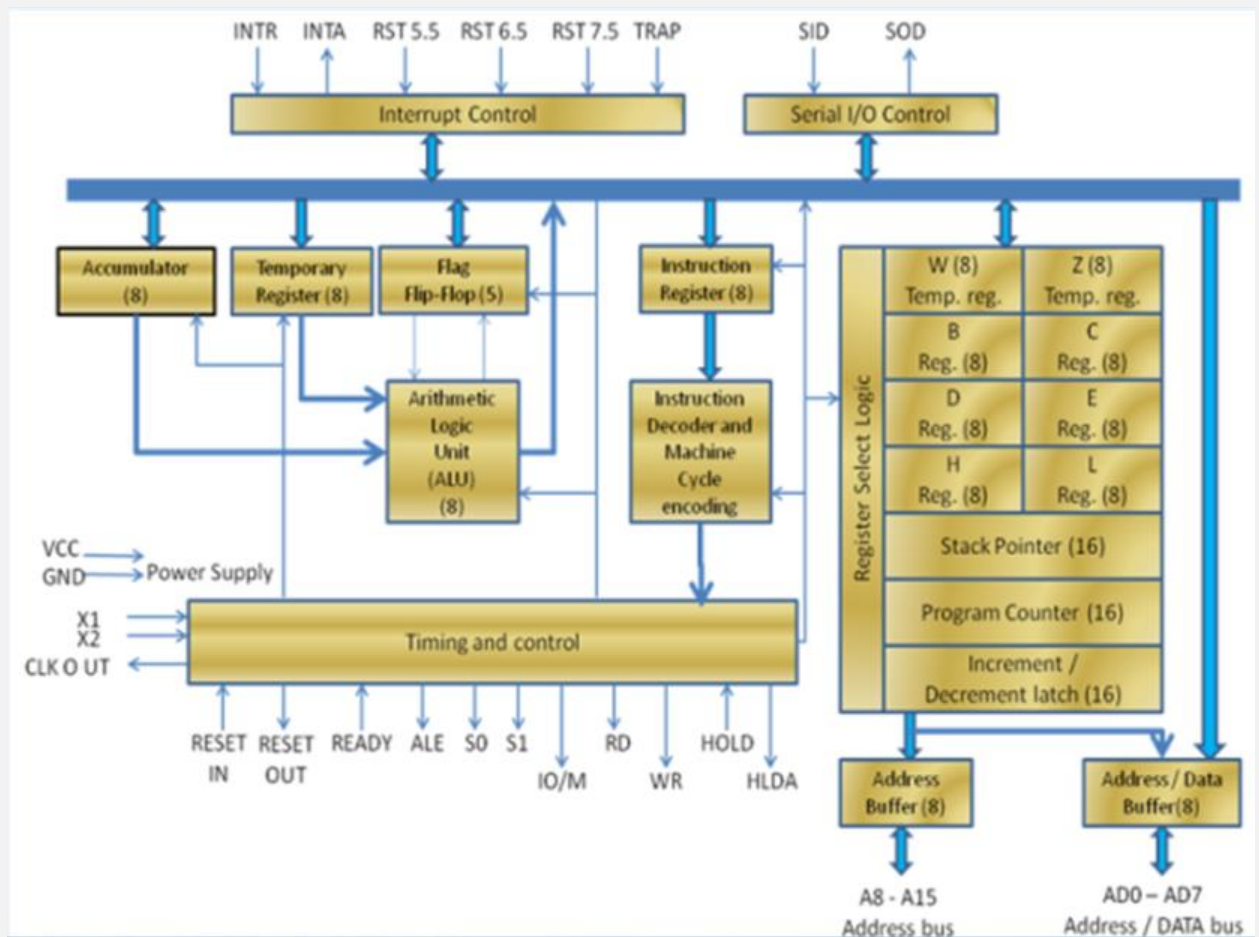 INTR INTA RST 5.5 RST 6.5 RST 7.5 TRAP SID SOD
Interrupt Control
Serial I/O Control
Accumulator
(8)
Temporary
Register (8)
Flag
Flip-Flop (5)
Instruction
Register (8)
Arithmetic
Logic
Unit
(ALU)
(8)
Instruction
Decoder and
Machine
Cycle
encoding
Register Select Logic
W (8)
Temp. reg.
Z (8)
Temp. reg.
B
Reg. (8)
C
Reg. (8)
D
Reg. (8)
E
Reg. (8)
H
Reg. (8)
L
Reg. (8)
Stack Pointer (16)
Program Counter (16)
Increment /
Decrement latch (16)
VCC
GND
Power Supply
X1
X2
CLK O UT
Timing and control
RESET
IN
RESET
OUT
READY
ALE
S0
S1
IO/M
RD
WR
HOLD
HLDA
Address
Buffer (8)
Address / Data
Buffer(8)
A8 - A15
Address bus
AD0 – AD7
Address / DATA bus